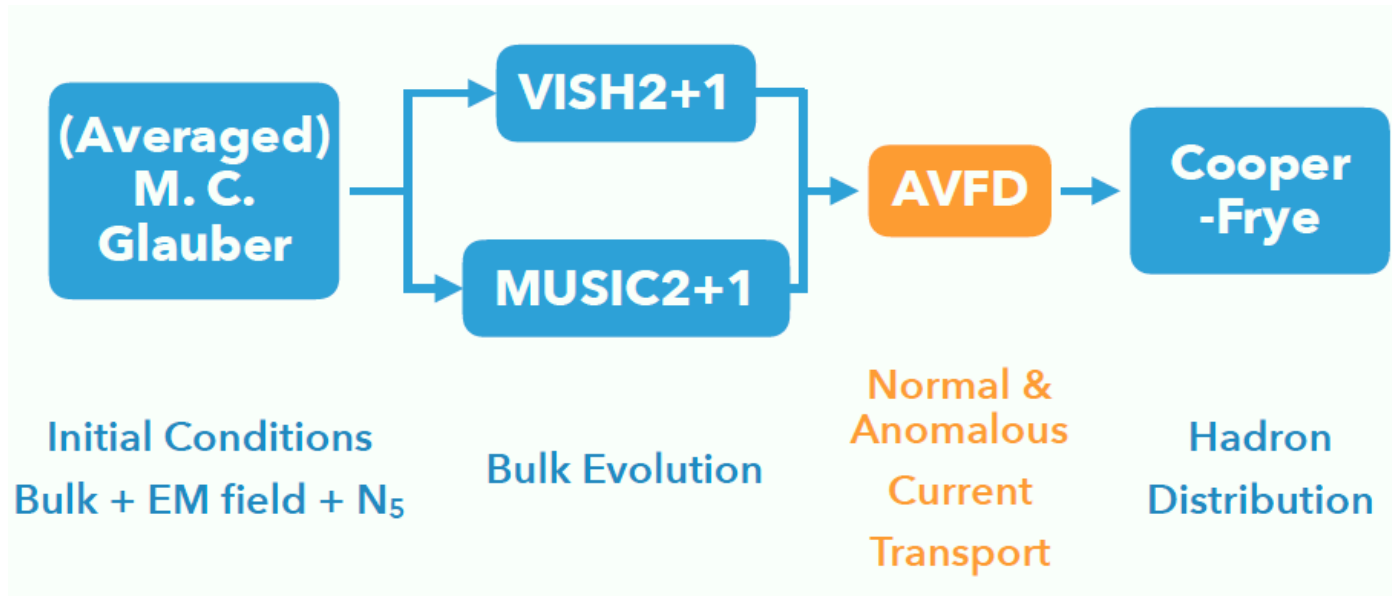 (Averaged)
M. C.
Glauber
VISH2+1
MUSIC2+1
AVFD
Cooper
-Frye
Initial Conditions
Bulk + EM field + N₅
Bulk Evolution
Normal &
Anomalous
Current
Transport
Hadron
Distribution